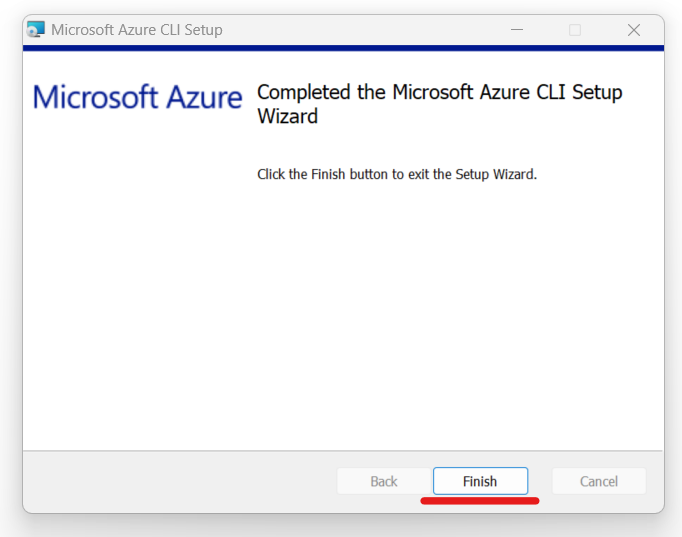 Microsoft Azure CLI Setup
Microsoft Azure
Completed the Microsoft Azure CLI Setup
Wizard
Click the Finish button to exit the Setup Wizard.
Back
Finish
Cancel